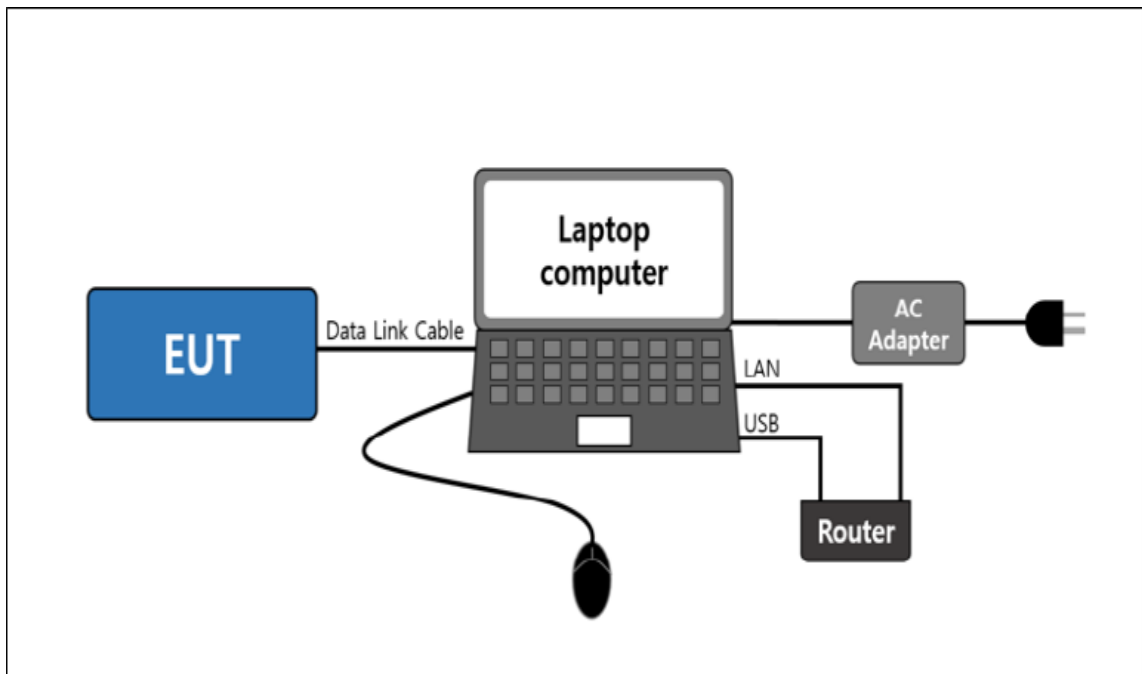 Laptop
computer
EUT
Data Link Cable
AC
Adapter
LAN
USB
Router